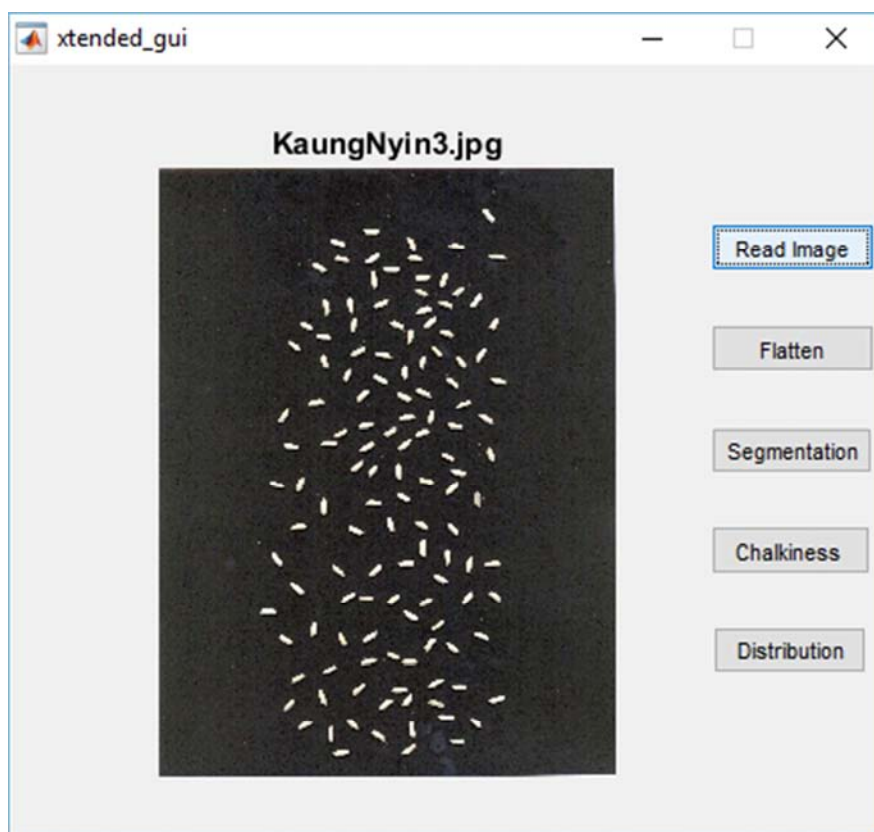 xtended_gui
KaungNyin3.jpg
Read Image
Flatten
Segmentation
Chalkiness
Distribution